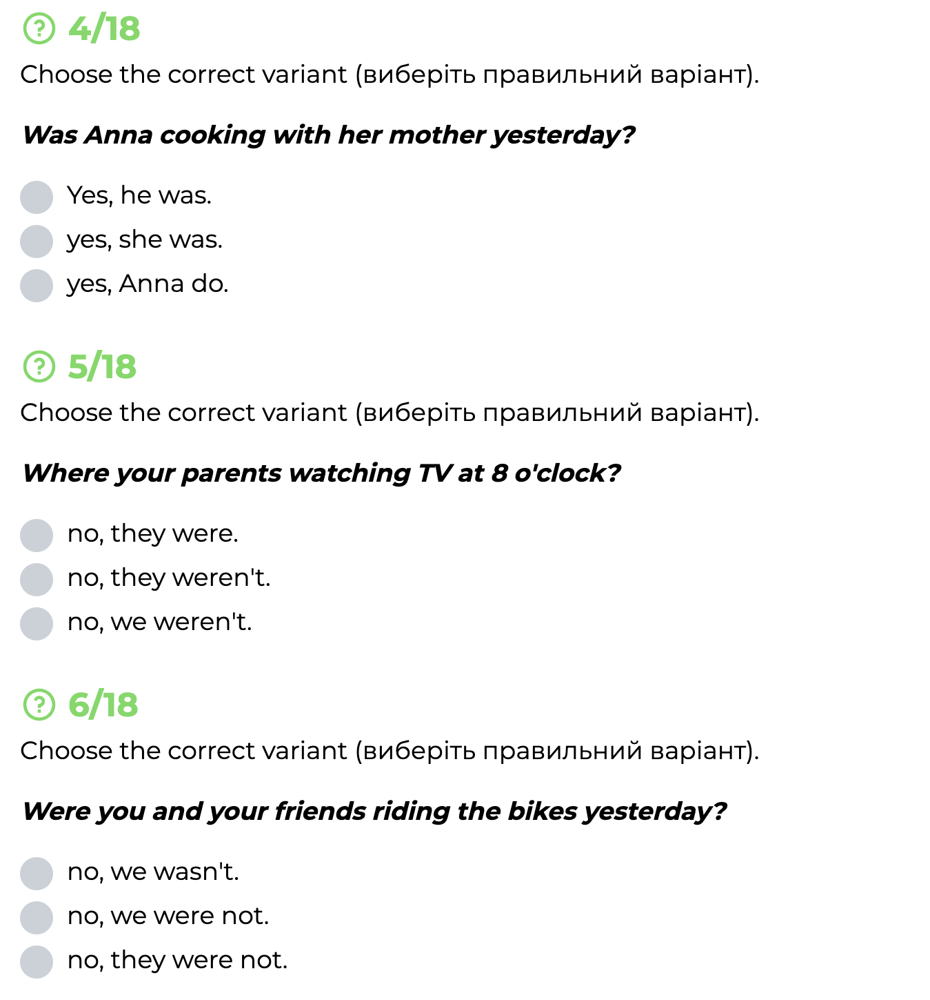 4/18
Choose the correct variant (виберіть правильний варіант).
Was Anna cooking with her mother yesterday?
Yes, he was.
yes, she was.
yes, Anna do.
5/18
Choose the correct variant (виберіть правильний варіант).
Where your parents watching TV at 8 o'clock?
no, they were.
no, they weren't.
no, we weren't.
6/18
Choose the correct variant (виберіть правильний варіант).
Were you and your friends riding the bikes yesterday?
no, we wasn't.
no, we were not.
no, they were not.